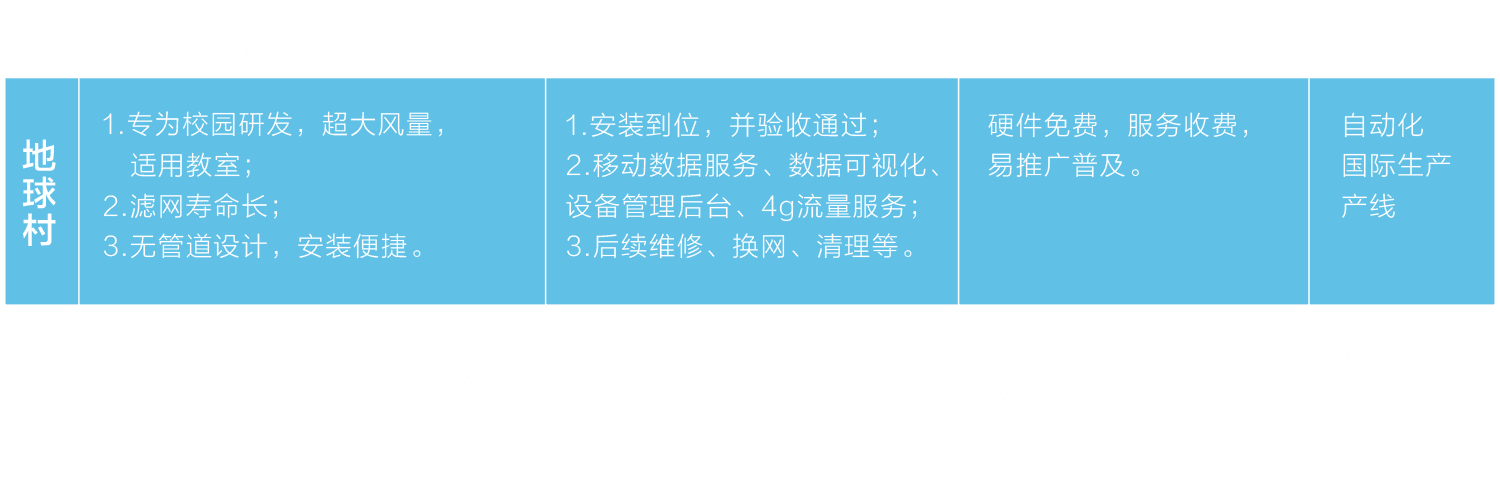 地球村
1.专为校园研发，超大风量，
适用教室；
2.滤网寿命长；
3.无管道设计，安装便捷。
1.安装到位，并验收通过；
2.移动数据服务、数据可视化、
设备管理后台、4g流量服务；
3.后续维修、换网、清理等。
硬件免费，服务收费，
易推广普及。
自动化
国际生产
产线